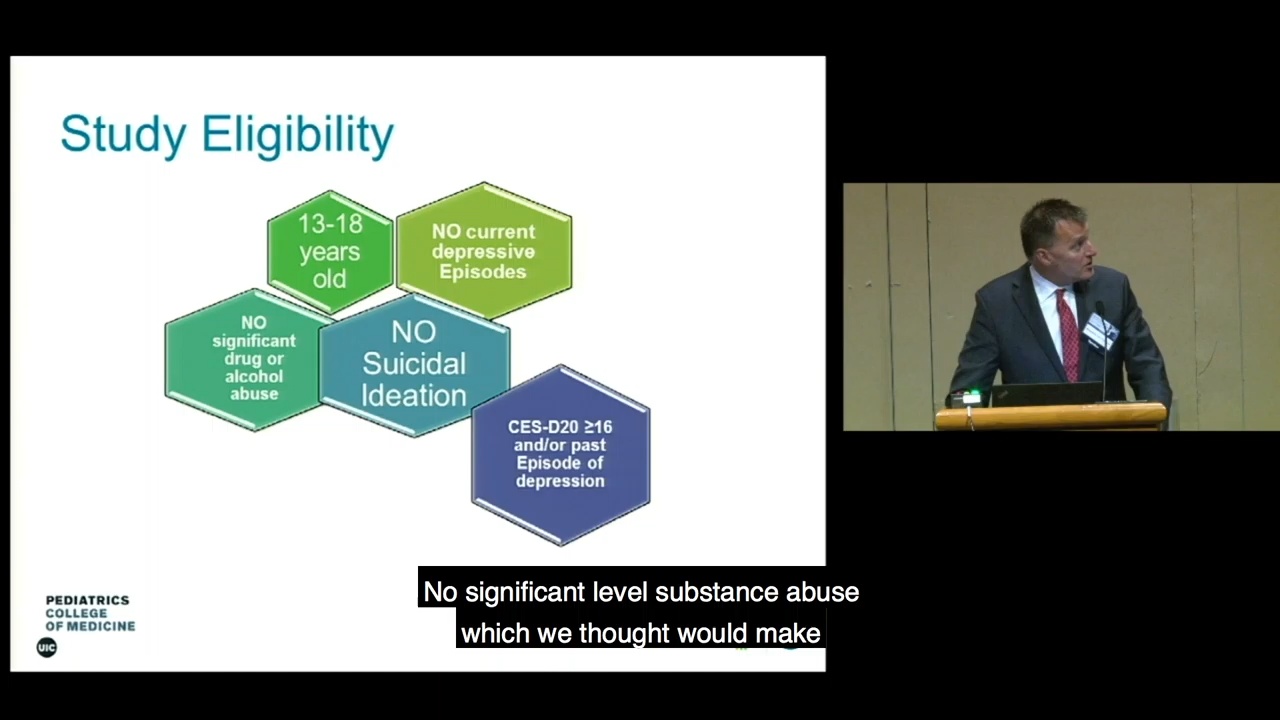 Study Eligibility
13-18
years
old
NO current
depressive
Episodes
NO
significant
drug or
alcohol
abuse
NO
Suicidal
Ideation
CES-D20 ≥16
and/or past
Episode of
depression
PEDIATRICS
COLLEGE
OF MEDICINE
UIC
No significant level substance abuse
which we thought would make